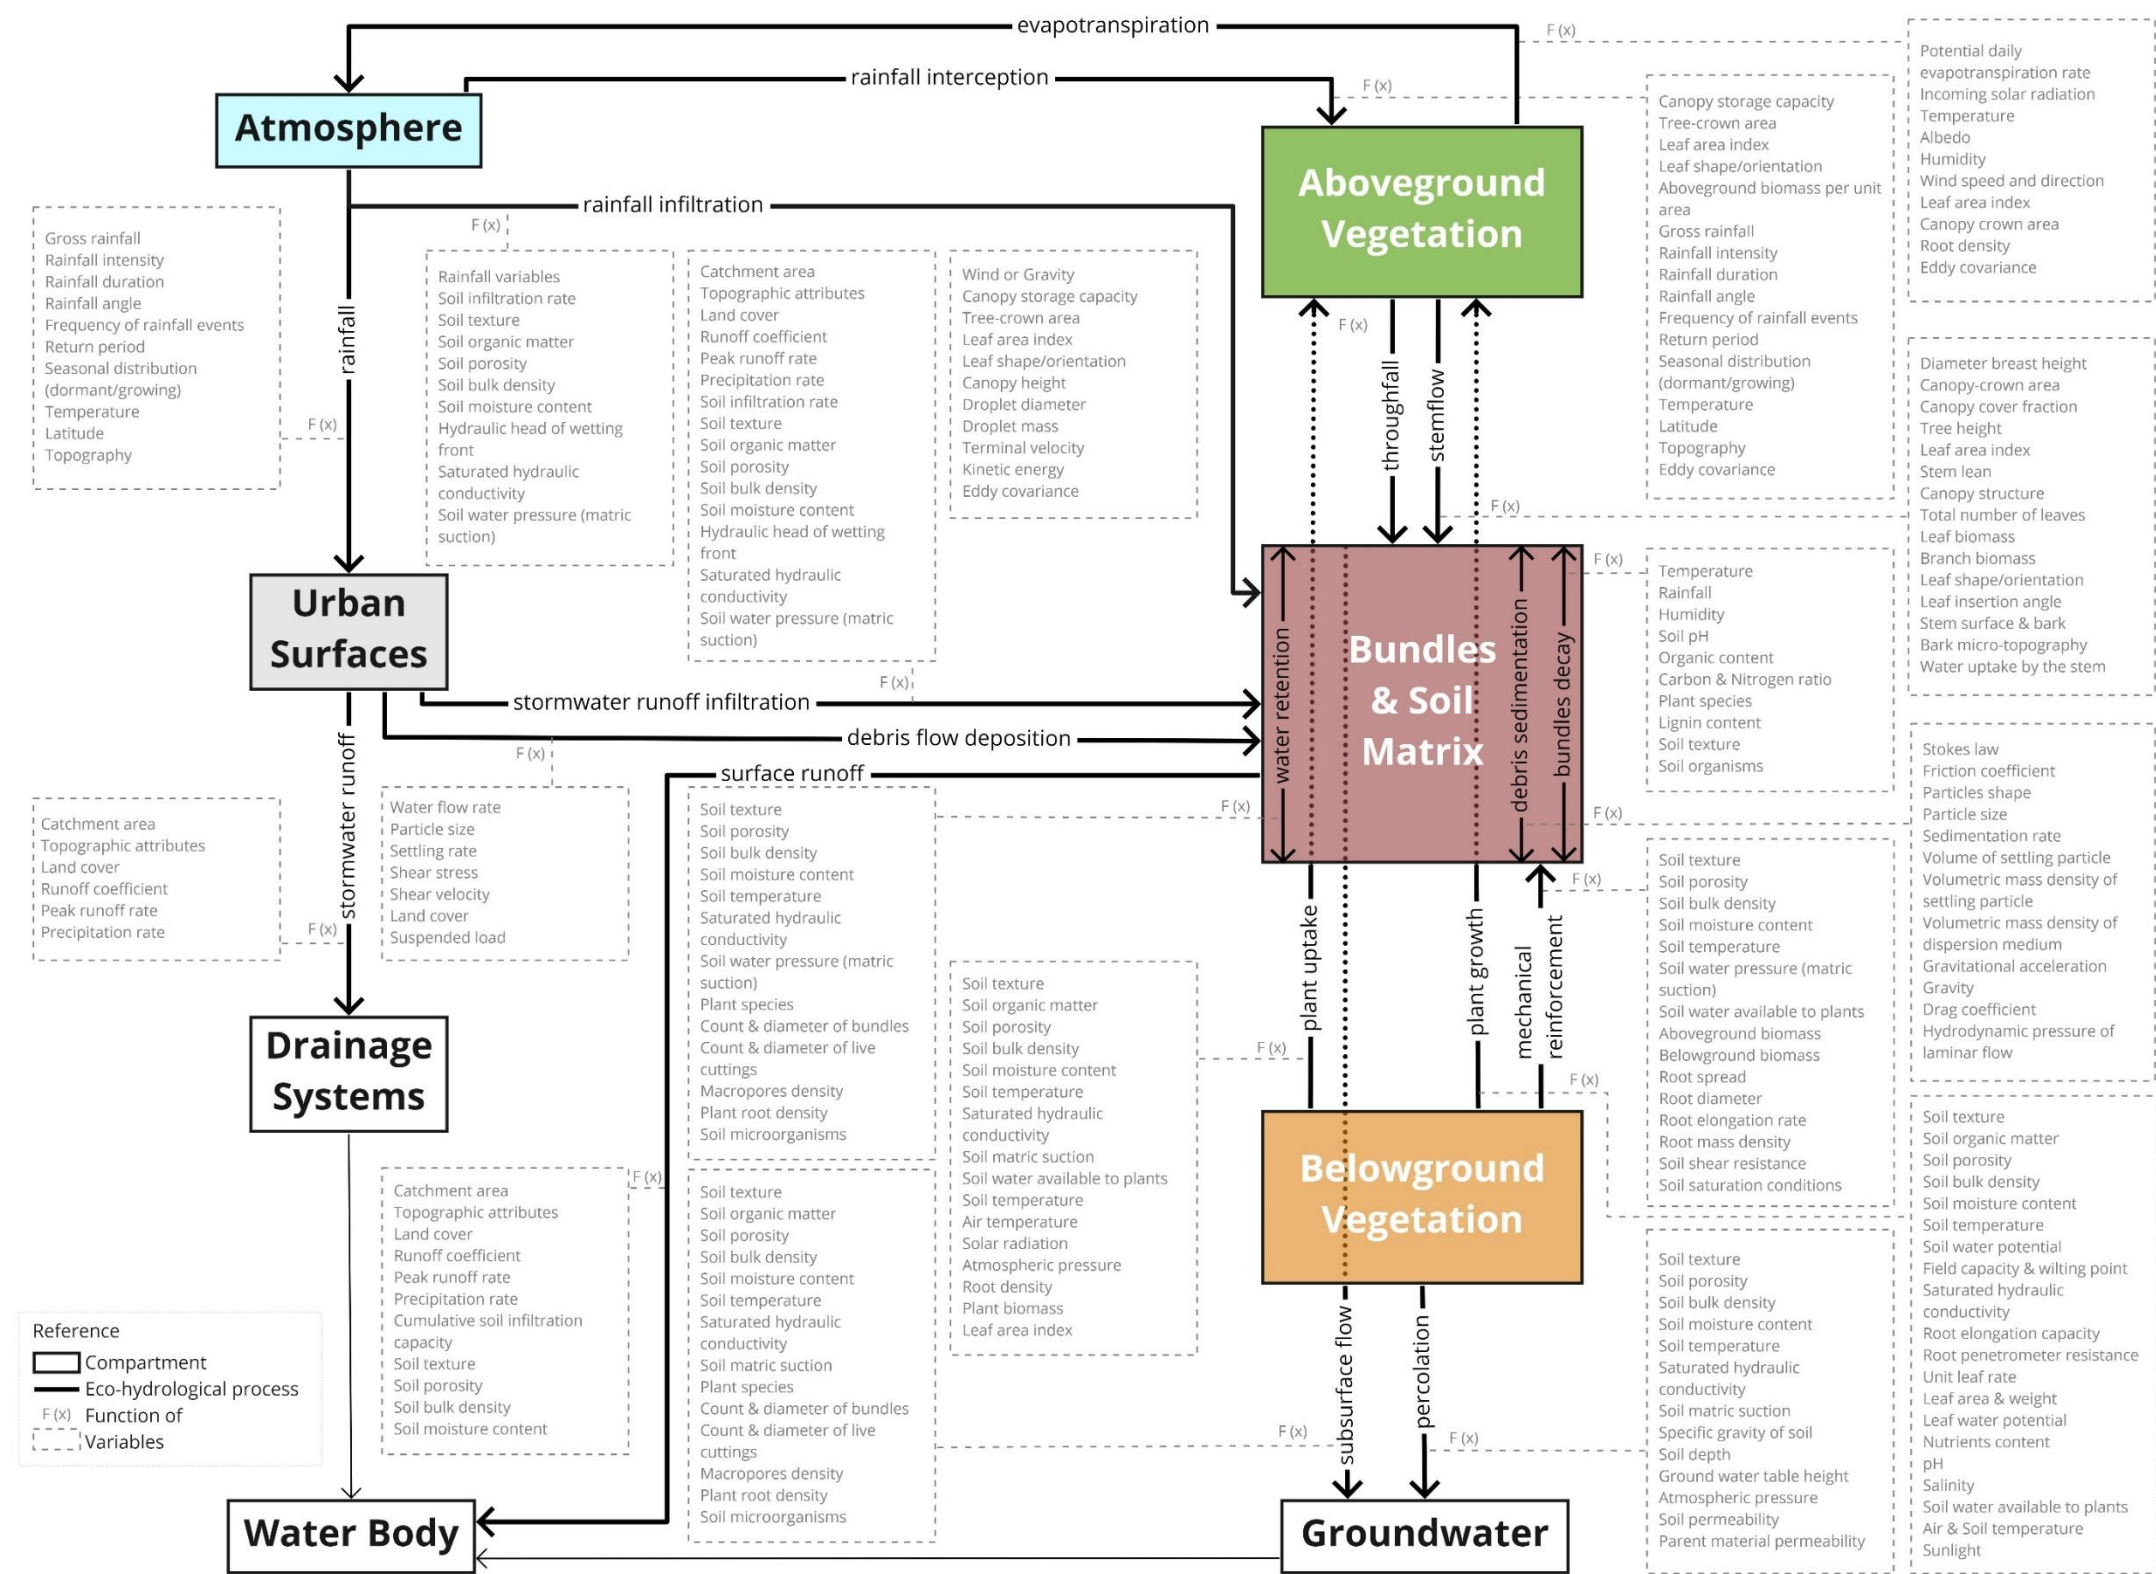 evapotranspiration
F (x)
rainfall interception
F (x)
Atmosphere
Aboveground
Vegetation
Potential daily
evapotranspiration rate
Incoming solar radiation
Temperature
Albedo
Humidity
Wind speed and direction
Leaf area index
Canopy crown area
Root density
Eddy covariance
Canopy storage capacity
Tree-crown area
Leaf area index
Leaf shape/orientation
Aboveground biomass per unit
area
Gross rainfall
Rainfall intensity
Rainfall duration
Rainfall angle
Frequency of rainfall events
Return period
Seasonal distribution
(dormant/growing)
Temperature
Latitude
Topography
Eddy covariance
rainfall infiltration
F (x)
Gross rainfall
Rainfall intensity
Rainfall duration
Rainfall angle
Frequency of rainfall events
Return period
Seasonal distribution
(dormant/growing)
Temperature
Latitude
Topography
F (x)
rainfall
Rainfall variables
Soil infiltration rate
Soil texture
Soil organic matter
Soil porosity
Soil bulk density
Soil moisture content
Hydraulic head of wetting
front
Saturated hydraulic
conductivity
Soil water pressure (matric
suction)
Catchment area
Topographic attributes
Land cover
Runoff coefficient
Peak runoff rate
Precipitation rate
Soil infiltration rate
Soil texture
Soil organic matter
Soil porosity
Soil bulk density
Soil moisture content
Hydraulic head of wetting
front
Saturated hydraulic
conductivity
Soil water pressure (matric
suction)
Wind or Gravity
Canopy storage capacity
Tree-crown area
Leaf area index
Leaf shape/orientation
Canopy height
Droplet diameter
Droplet mass
Terminal velocity
Kinetic energy
Eddy covariance
F (x)
throughfall
stemflow
F (x)
Diameter breast height
Canopy-crown area
Canopy cover fraction
Tree height
Leaf area index
Stem lean
Canopy structure
Total number of leaves
Leaf biomass
Branch biomass
Leaf shape/orientation
Leaf insertion angle
Stem surface & bark
Bark micro-topography
Water uptake by the stem
Urban
Surfaces
F (x)
stormwater runoff infiltration
debris flow deposition
F (x)
surface runoff
Bundles
& Soil
Matrix
water retention
debris sedimentation
bundles decay
F (x)
Temperature
Rainfall
Humidity
Soil pH
Organic content
Carbon & Nitrogen ratio
Plant species
Lignin content
Soil texture
Soil organisms
F (x)
Stokes law
Friction coefficient
Particles shape
Particle size
Sedimentation rate
Volume of settling particle
Volumetric mass density of
settling particle
Volumetric mass density of
dispersion medium
Gravitational acceleration
Gravity
Drag coefficient
Hydrodynamic pressure of
laminar flow
Catchment area
Topographic attributes
Land cover
Runoff coefficient
Peak runoff rate
Precipitation rate
F (x)
stormwater runoff
Water flow rate
Particle size
Settling rate
Shear stress
Shear velocity
Land cover
Suspended load
F (x)
Soil texture
Soil porosity
Soil bulk density
Soil moisture content
Soil temperature
Saturated hydraulic
conductivity
Soil water pressure (matric
suction)
Plant species
Count & diameter of bundles
Count & diameter of live
cuttings
Macropores density
Plant root density
Soil microorganisms
Soil texture
Soil organic matter
Soil porosity
Soil bulk density
Soil moisture content
Soil temperature
Saturated hydraulic
conductivity
Soil matric suction
Soil water available to plants
Soil temperature
Air temperature
Solar radiation
Atmospheric pressure
Root density
Plant biomass
Leaf area index
F (x)
plant uptake
plant growth
mechanical
reinforcement
F (x)
F (x)
Soil texture
Soil porosity
Soil bulk density
Soil moisture content
Soil temperature
Soil water pressure (matric
suction)
Soil water available to plants
Aboveground biomass
Belowground biomass
Root spread
Root diameter
Root elongation rate
Root mass density
Soil shear resistance
Soil saturation conditions
Drainage
Systems
Belowground
Vegetation
Soil texture
Soil organic matter
Soil porosity
Soil bulk density
Soil moisture content
Soil temperature
Soil water potential
Field capacity & wilting point
Saturated hydraulic
conductivity
Root elongation capacity
Root penetrometer resistance
Unit leaf rate
Leaf area & weight
Leaf water potential
Nutrients content
pH
Salinity
Soil water available to plants
Air & Soil temperature
Sunlight
Catchment area
Topographic attributes
Land cover
Runoff coefficient
Peak runoff rate
Precipitation rate
Cumulative soil infiltration
capacity
Soil texture
Soil porosity
Soil bulk density
Soil moisture content
F (x)
Soil texture
Soil organic matter
Soil porosity
Soil bulk density
Soil moisture content
Soil temperature
Saturated hydraulic
conductivity
Soil matric suction
Plant species
Count & diameter of bundles
Count & diameter of live
cuttings
Macropores density
Plant root density
Soil microorganisms
F (x)
subsurface flow
percolation
F (x)
Soil texture
Soil porosity
Soil bulk density
Soil moisture content
Soil temperature
Saturated hydraulic
conductivity
Soil matric suction
Specific gravity of soil
Soil depth
Ground water table height
Atmospheric pressure
Soil permeability
Parent material permeability
Reference
Compartment
Eco-hydrological process
F (x) Function of
Variables
Water Body
Groundwater